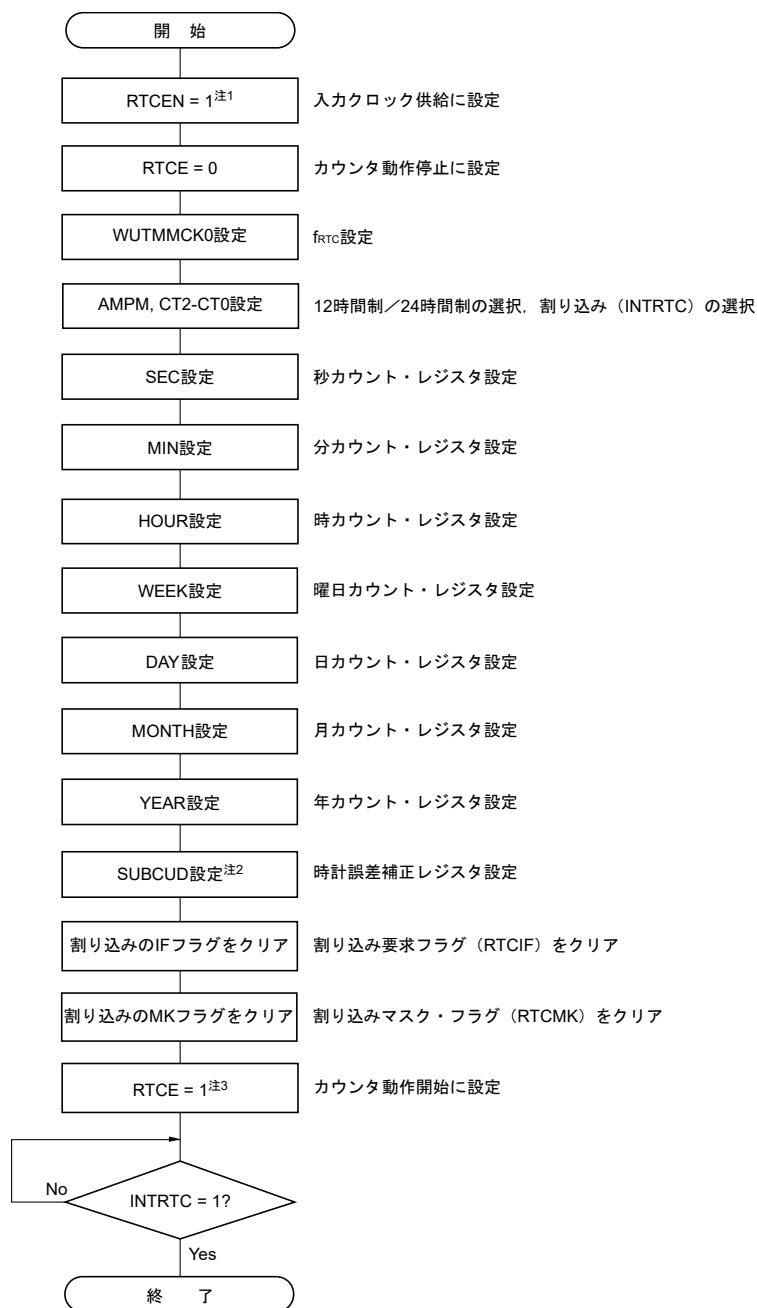 開 始
RTCEN = 1注1 入力クロック供給に設定
RTCE = 0 カウンタ動作停止に設定
WUTMMCK0設定 fRTC設定
AMPM, CT2-CT0設定 12時間制／24時間制の選択，割り込み（INTRTC）の選択
SEC設定 秒カウント・レジスタ設定
MIN設定 分カウント・レジスタ設定
HOUR設定 時カウント・レジスタ設定
WEEK設定 曜日カウント・レジスタ設定
DAY設定 日カウント・レジスタ設定
MONTH設定 月カウント・レジスタ設定
YEAR設定 年カウント・レジスタ設定
SUBCUD設定注2 時計誤差補正レジスタ設定
割り込みのIFフラグをクリア 割り込み要求フラグ（RTCIF）をクリア
割り込みのMKフラグをクリア 割り込みマスク・フラグ（RTCMK）をクリア
RTCE = 1注3 カウンタ動作開始に設定
No
INTRTC = 1?
Yes
終 了